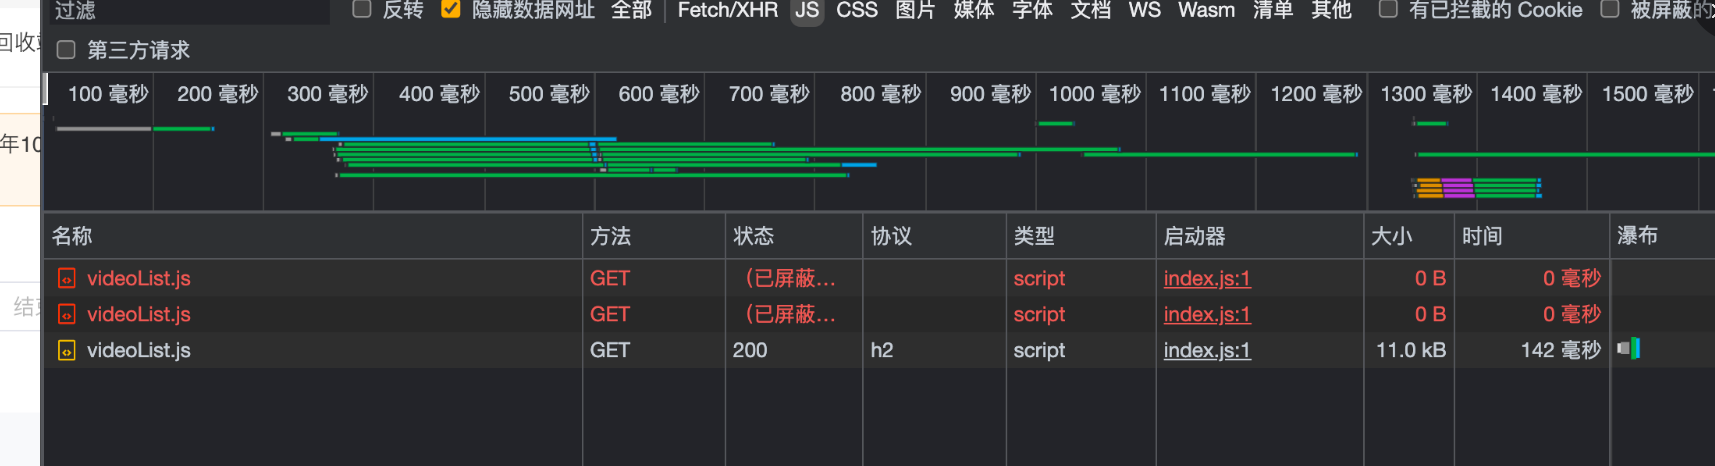 过滤 反转 隐藏数据网址 全部 Fetch/XHR JS CSS 图片 媒体 字体 文档 WS Wasm 清单 其他 有已拦截的 Cookie 被屏蔽的
回收 第三方请求
100 毫秒 200 毫秒 300 毫秒 400 毫秒 500 毫秒 600 毫秒 700 毫秒 800 毫秒 900 毫秒 1000 毫秒 1100 毫秒 1200 毫秒 1300 毫秒 1400 毫秒 1500 毫秒
年10
名称 方法 状态 协议 类型 启动器 大小 时间 瀑布
videoList.js GET （已屏蔽… script index.js:1 0 B 0 毫秒
videoList.js GET （已屏蔽… script index.js:1 0 B 0 毫秒
videoList.js GET 200 h2 script index.js:1 11.0 kB 142 毫秒